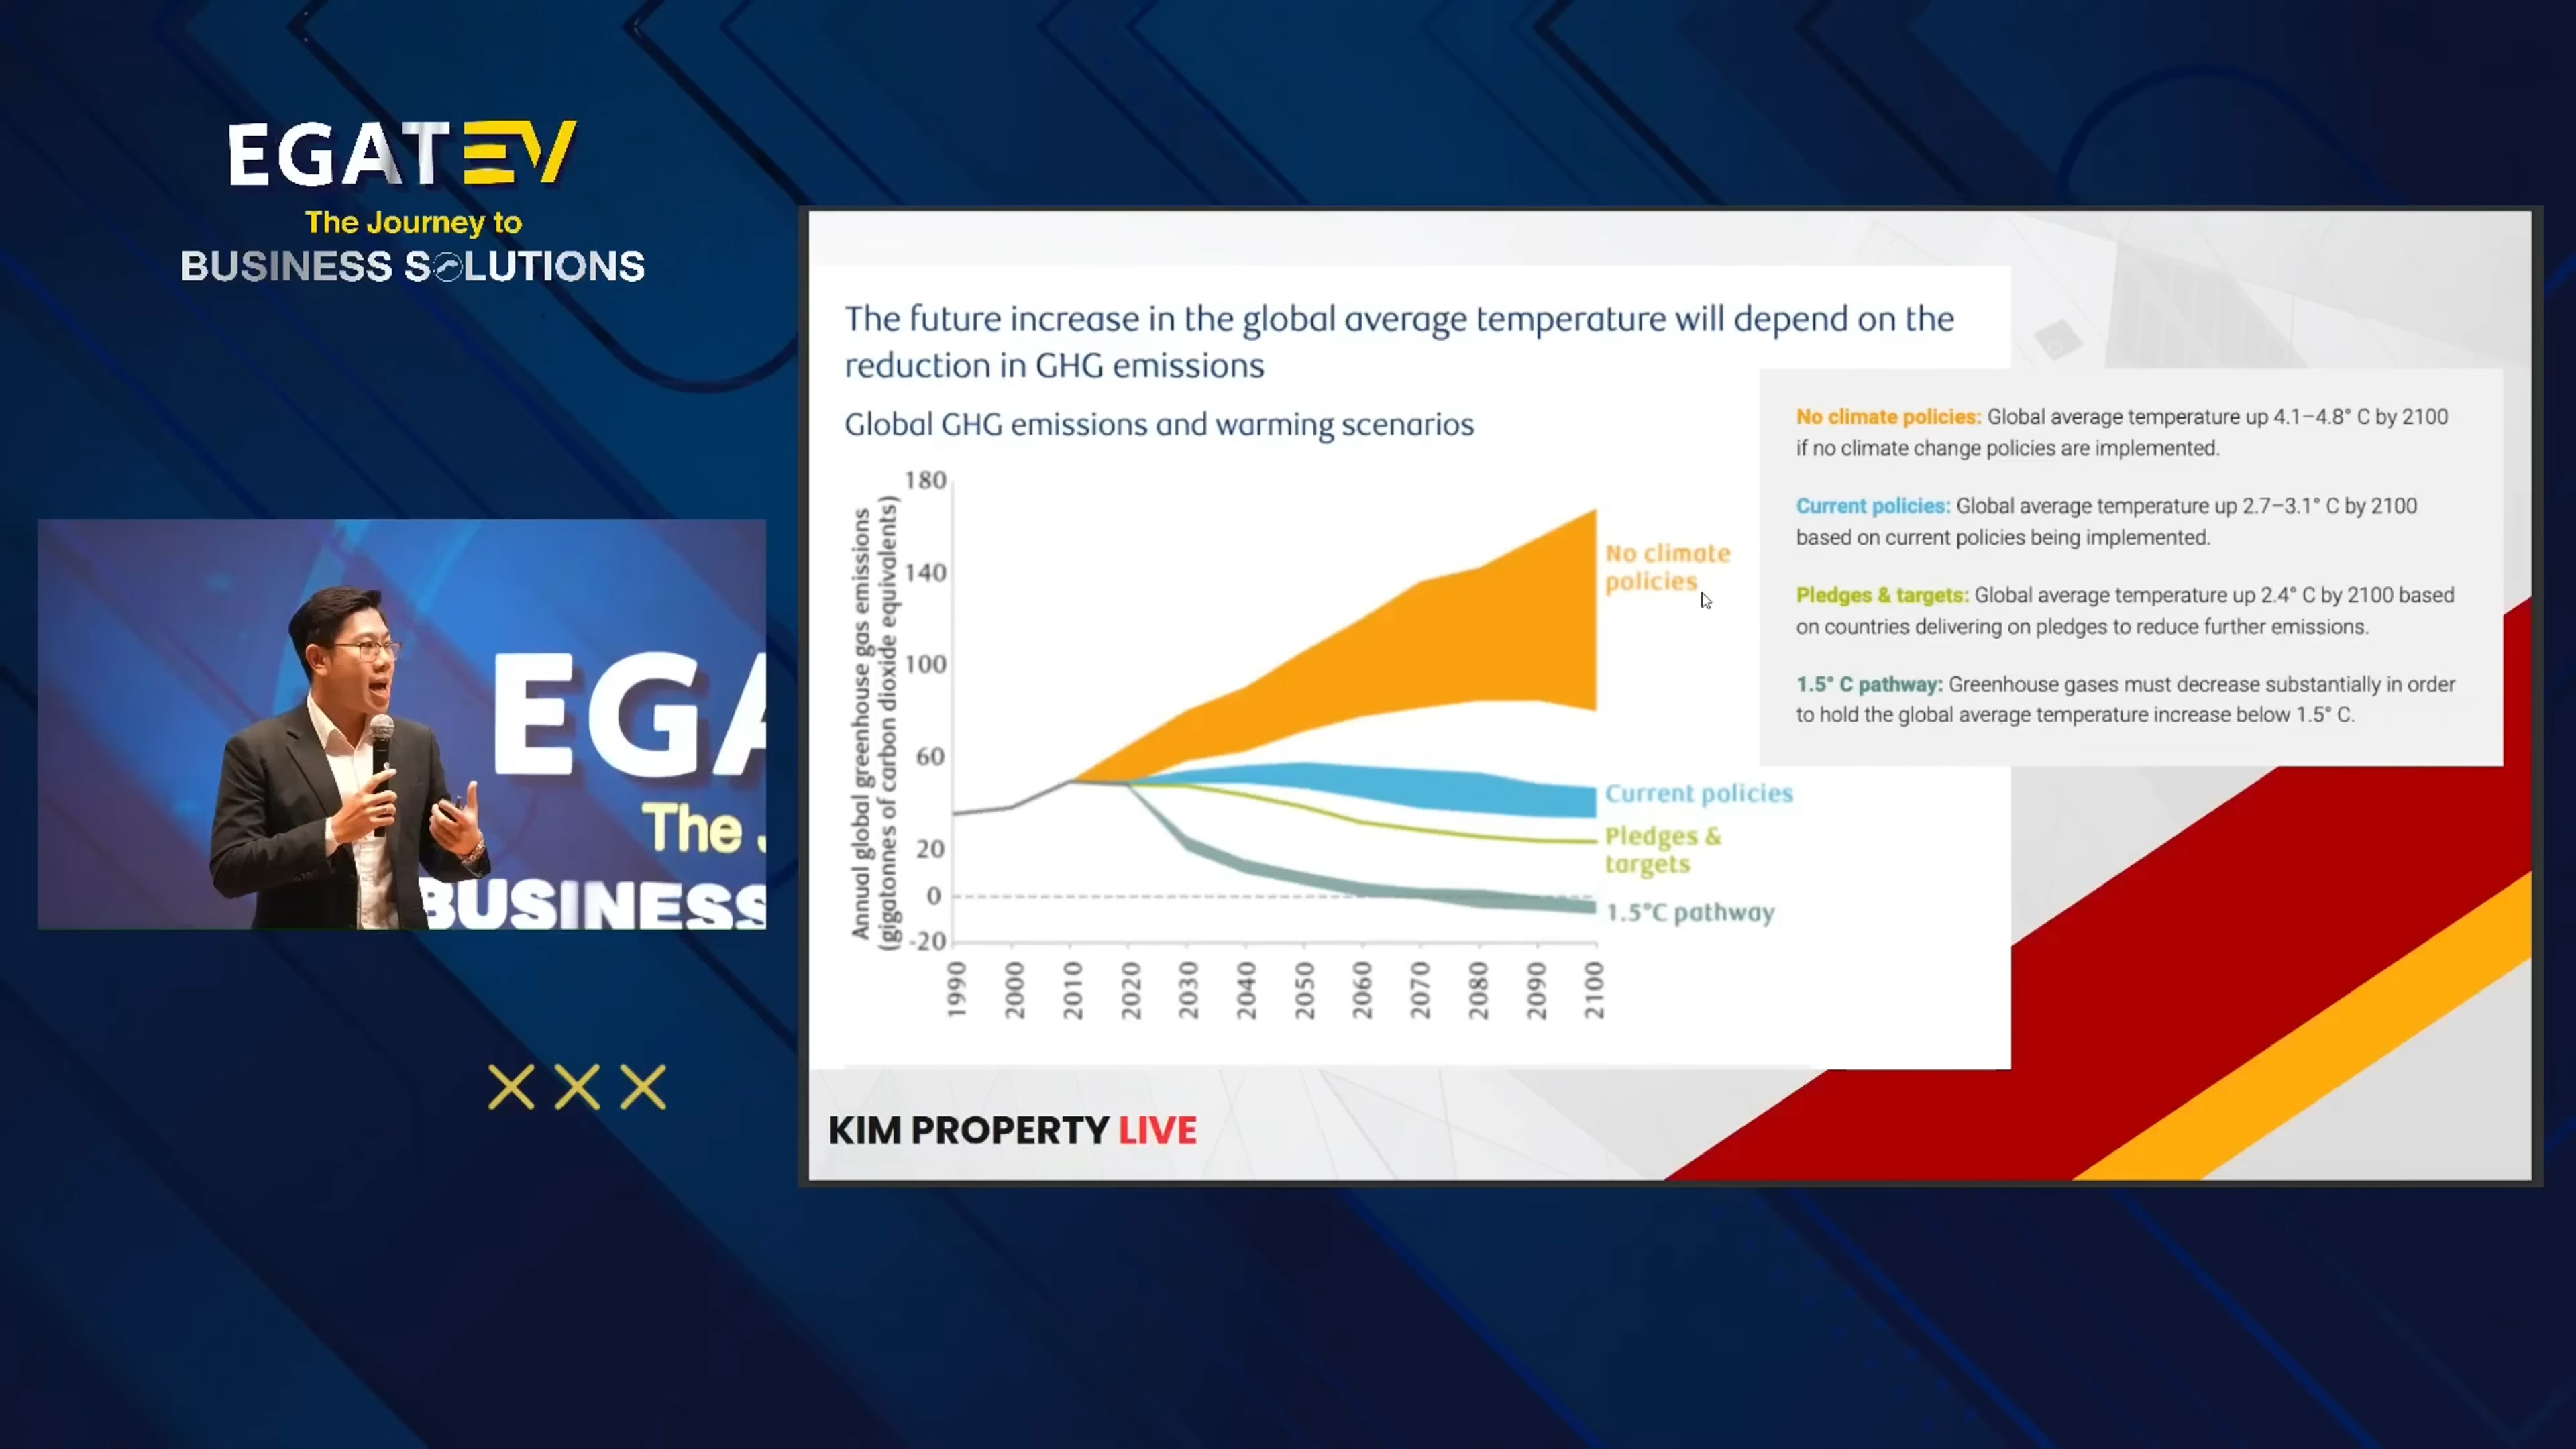 EGATEV
The Journey to
BUSINESS SOLUTIONS
EGA
The
BUSINESS
The future increase in the global average temperature will depend on the
reduction in GHG emissions
Global GHG emissions and warming scenarios
Annual global greenhouse gas emissions
(gigatonnes of carbon dioxide equivalents)
180
140
100
60
20
0
-20
1990
2000
2010
2020
2030
2040
2050
2060
2070
2080
2090
2100
No climate
policies
Current policies
Pledges &
targets
1.5°C pathway
No climate policies: Global average temperature up 4.1–4.8° C by 2100
if no climate change policies are implemented.
Current policies: Global average temperature up 2.7–3.1° C by 2100
based on current policies being implemented.
Pledges & targets: Global average temperature up 2.4° C by 2100 based
on countries delivering on pledges to reduce further emissions.
1.5° C pathway: Greenhouse gases must decrease substantially in order
to hold the global average temperature increase below 1.5° C.
KIM PROPERTY LIVE